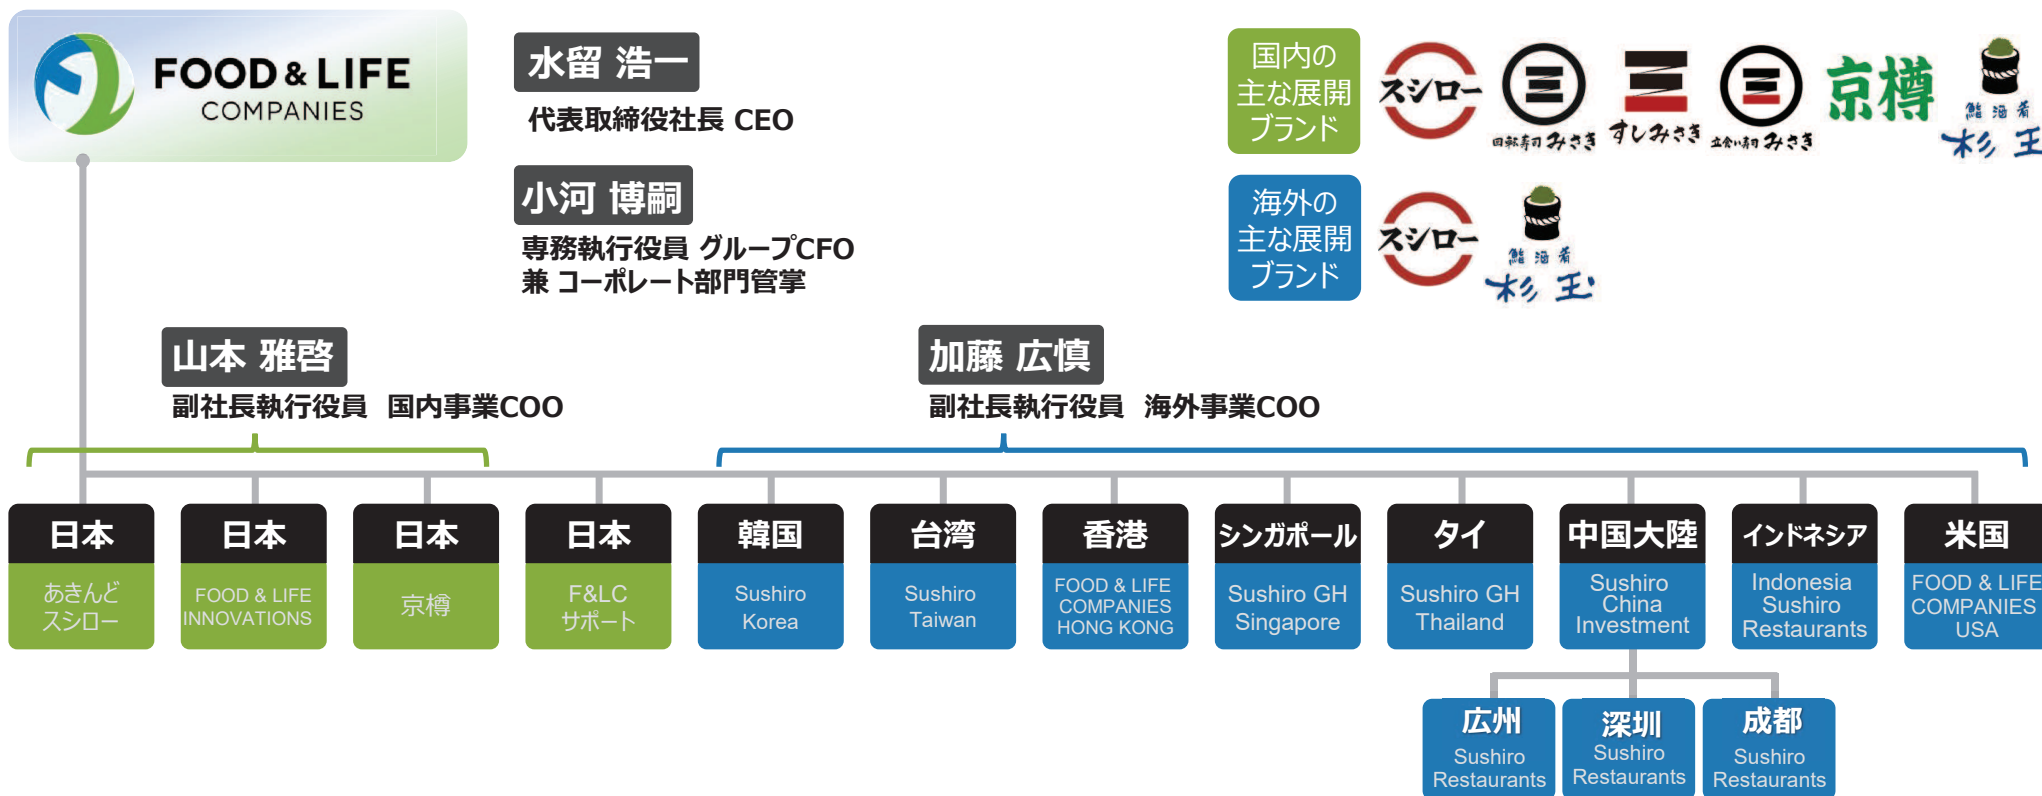 FOOD & LIFE
COMPANIES
水留 浩一
代表取締役社長 CEO
小河 博嗣
専務執行役員 グループCFO
兼 コーポレート部門管掌
国内の
主な展開
ブランド
スシロー
回転寿司 みさき
すしみさき
立食い寿司 みさき
京樽
鮨 酒 肴
杉玉
海外の
主な展開
ブランド
スシロー
鮨 酒 肴
杉玉
山本 雅啓
副社長執行役員 国内事業COO
加藤 広慎
副社長執行役員 海外事業COO
日本
あきんど
スシロー
日本
FOOD & LIFE
INNOVATIONS
日本
京樽
日本
F&LC
サポート
韓国
Sushiro
Korea
台湾
Sushiro
Taiwan
香港
FOOD & LIFE
COMPANIES
HONG KONG
シンガポール
Sushiro GH
Singapore
タイ
Sushiro GH
Thailand
中国大陸
Sushiro
China
Investment
インドネシア
Indonesia
Sushiro
Restaurants
米国
FOOD & LIFE
COMPANIES
USA
広州
Sushiro
Restaurants
深圳
Sushiro
Restaurants
成都
Sushiro
Restaurants